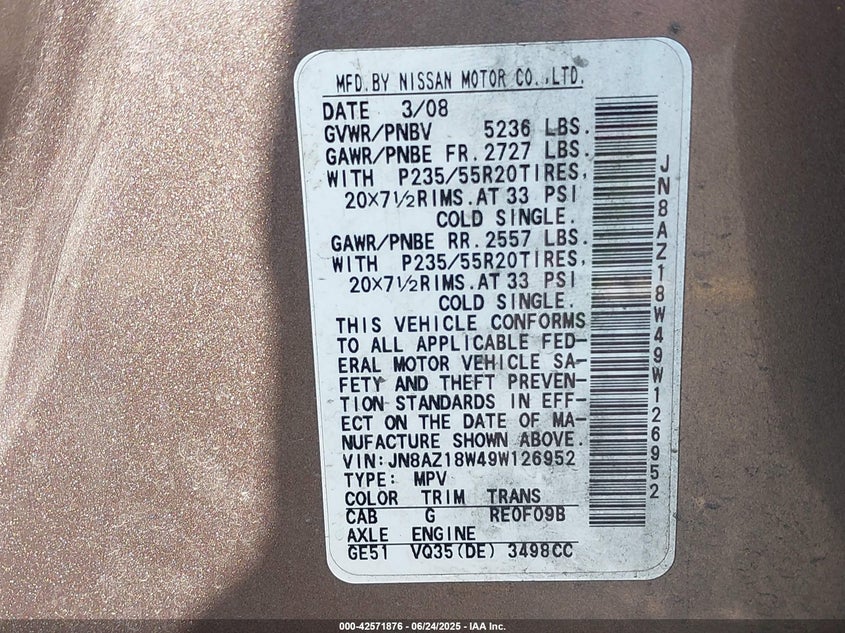 MFD.BY NISSAN MOTOR CO.,LTD.
DATE 3/08
GVWR/PNBV 5236 LBS.
GAWR/PNBE FR.2727 LBS.
WITH P235/55R20TIRES,
20×7½RIMS.AT 33 PSI
COLD SINGLE.
GAWR/PNBE RR.2557 LBS.
WITH P235/55R20TIRES,
20×7½RIMS.AT 33 PSI
COLD SINGLE.
THIS VEHICLE CONFORMS
TO ALL APPLICABLE FED-
ERAL MOTOR VEHICLE SA-
FETY AND THEFT PREVEN-
TION STANDARDS IN EFF-
ECT ON THE DATE OF MA-
NUFACTURE SHOWN ABOVE.
VIN:JN8AZ18W49W126952
TYPE: MPV
COLOR TRIM TRANS
CAB G RE0F09B
AXLE ENGINE
GE51 VQ35(DE) 3498CC
JN8AZ18W49W126952
000-42571876 - 06/24/2025 - IAA Inc.